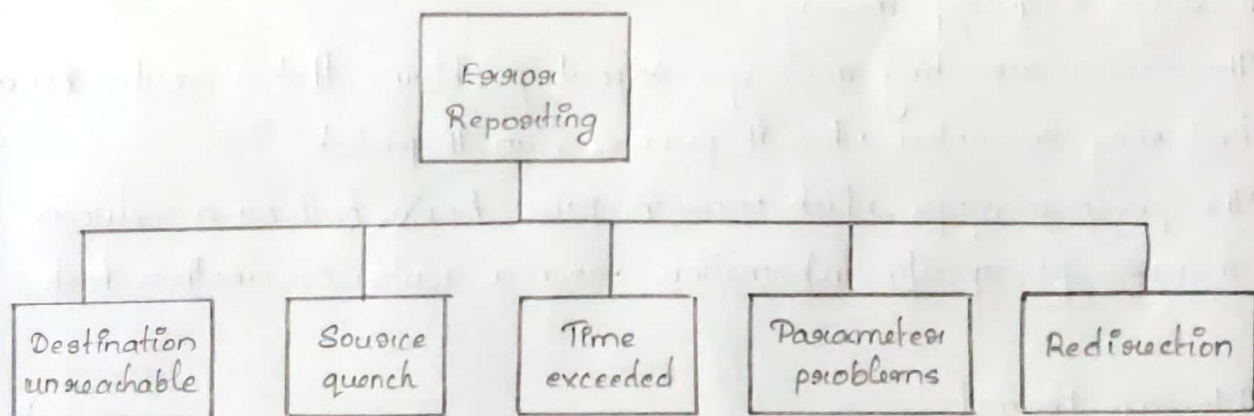 Error
Reporting
Destination
unreachable
Source
quench
Time
exceeded
Parameter
problems
Redirection